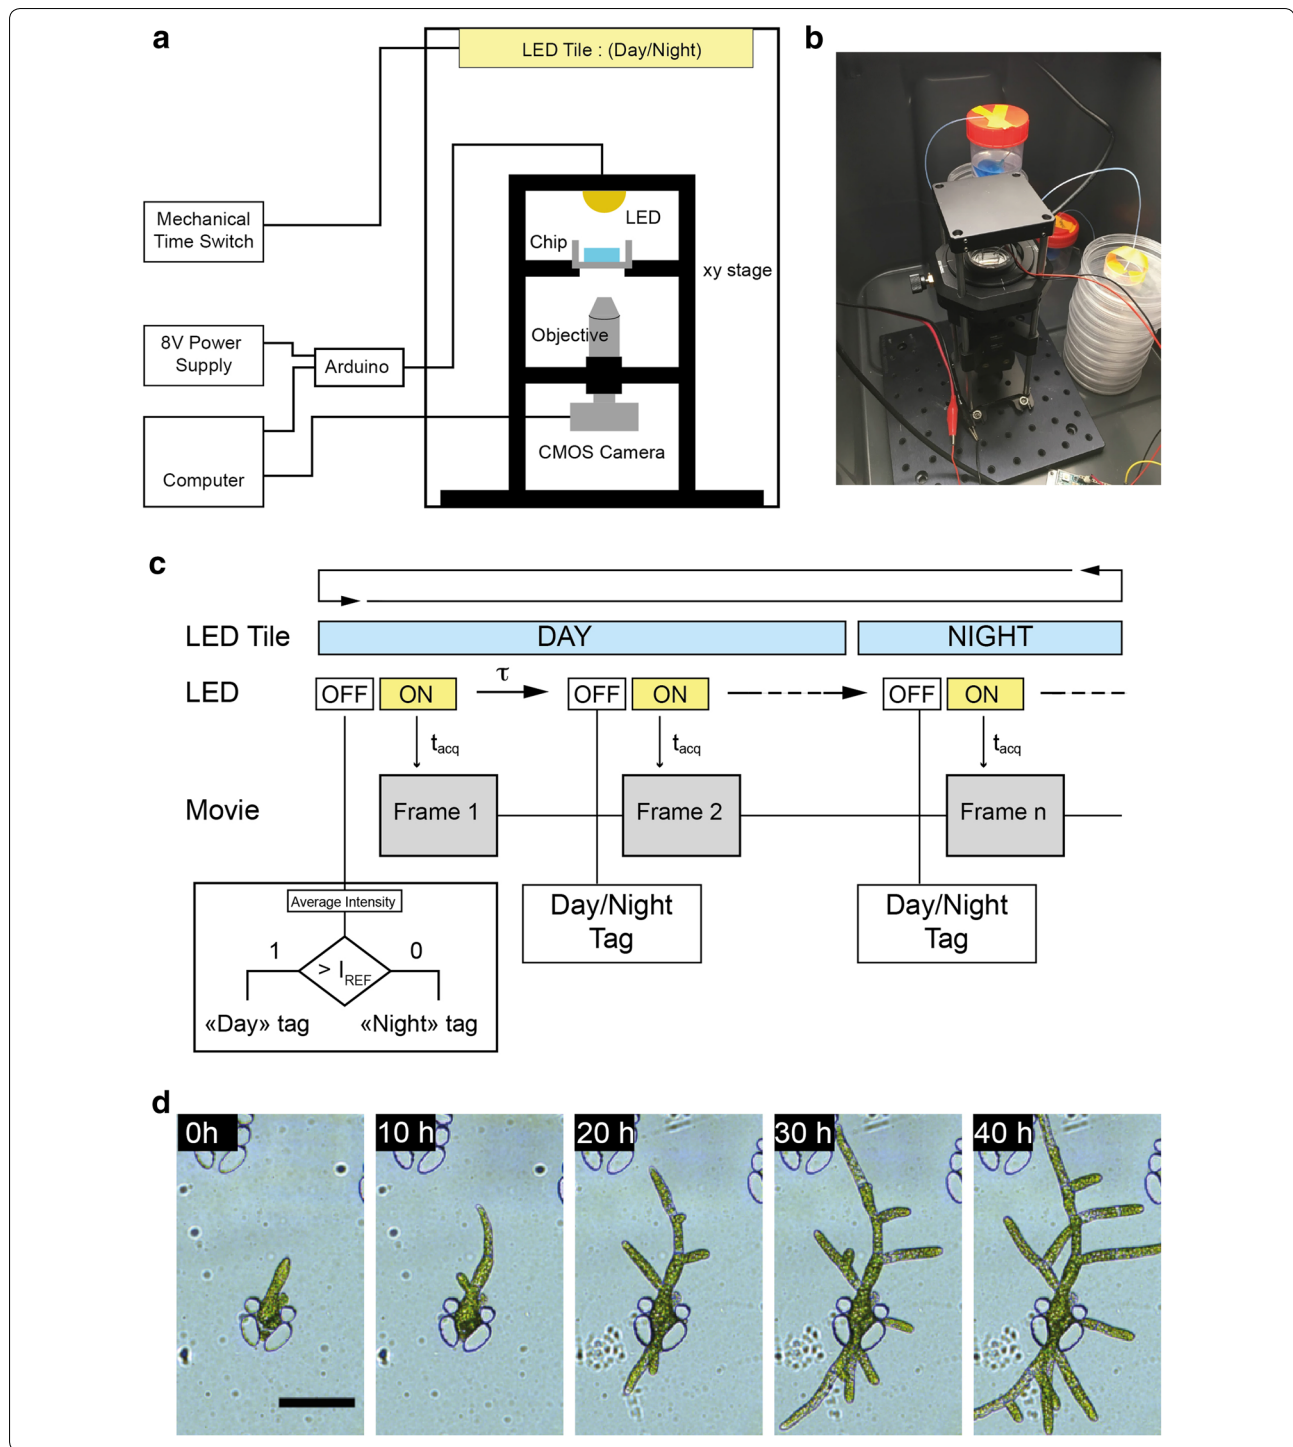 a
b
LED Tile : (Day/Night)
Mechanical
Time Switch
LED
Chip
xy stage
8V Power
Supply
Arduino
Objective
Computer
CMOS Camera
c
LED Tile
DAY
NIGHT
LED
OFF
ON
τ
OFF
ON
OFF
ON
tacq
tacq
tacq
Movie
Frame 1
Frame 2
Frame n
Average Intensity
1
0
> IREF
«Day» tag
«Night» tag
Day/Night
Tag
Day/Night
Tag
d
0h
10 h
20 h
30 h
40 h